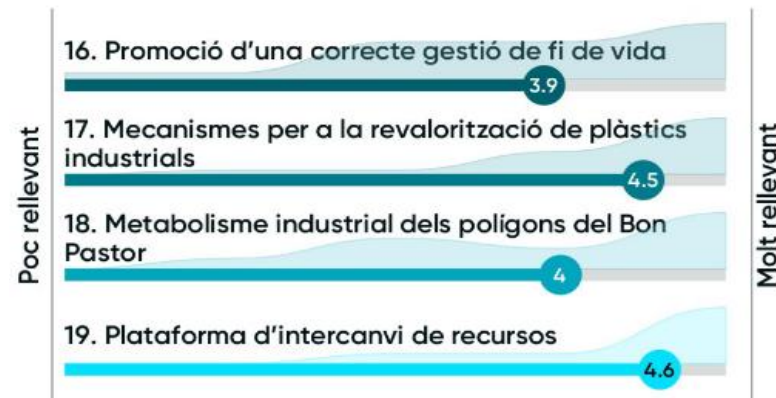 Poc rellevant
16. Promoció d'una correcte gestió de fi de vida
3.9
17. Mecanismes per a la revalorització de plàstics
industrials
4.5
18. Metabolisme industrial dels polígons del Bon
Pastor
4
19. Plataforma d'intercanvi de recursos
4.6
Molt rellevant